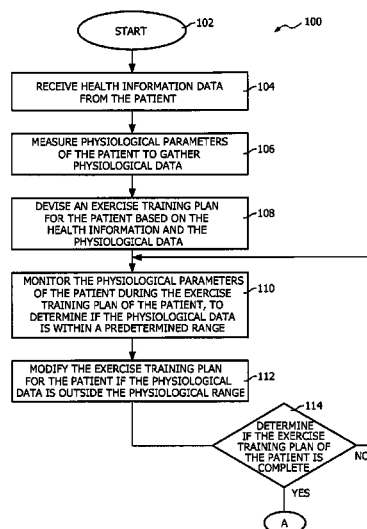 START
102
100
RECEIVE HEALTH INFORMATION DATA
FROM THE PATIENT
104
MEASURE PHYSIOLOGICAL PARAMETERS
OF THE PATIENT TO GATHER
PHYSIOLOGICAL DATA
106
DEVISE AN EXERCISE TRAINING PLAN
FOR THE PATIENT BASED ON THE
HEALTH INFORMATION AND THE
PHYSIOLOGICAL DATA
108
MONITOR THE PHYSIOLOGICAL PARAMETERS
OF THE PATIENT DURING THE EXERCISE
TRAINING PLAN OF THE PATIENT, TO
DETERMINE IF THE PHYSIOLOGICAL DATA
IS WITHIN A PREDETERMINED RANGE
110
MODIFY THE EXERCISE TRAINING PLAN
FOR THE PATIENT IF THE PHYSIOLOGICAL
DATA IS OUTSIDE THE PHYSIOLOGICAL RANGE
112
114
DETERMINE
IF THE EXERCISE
TRAINING PLAN OF
THE PATIENT IS
COMPLETE
NO
YES
A